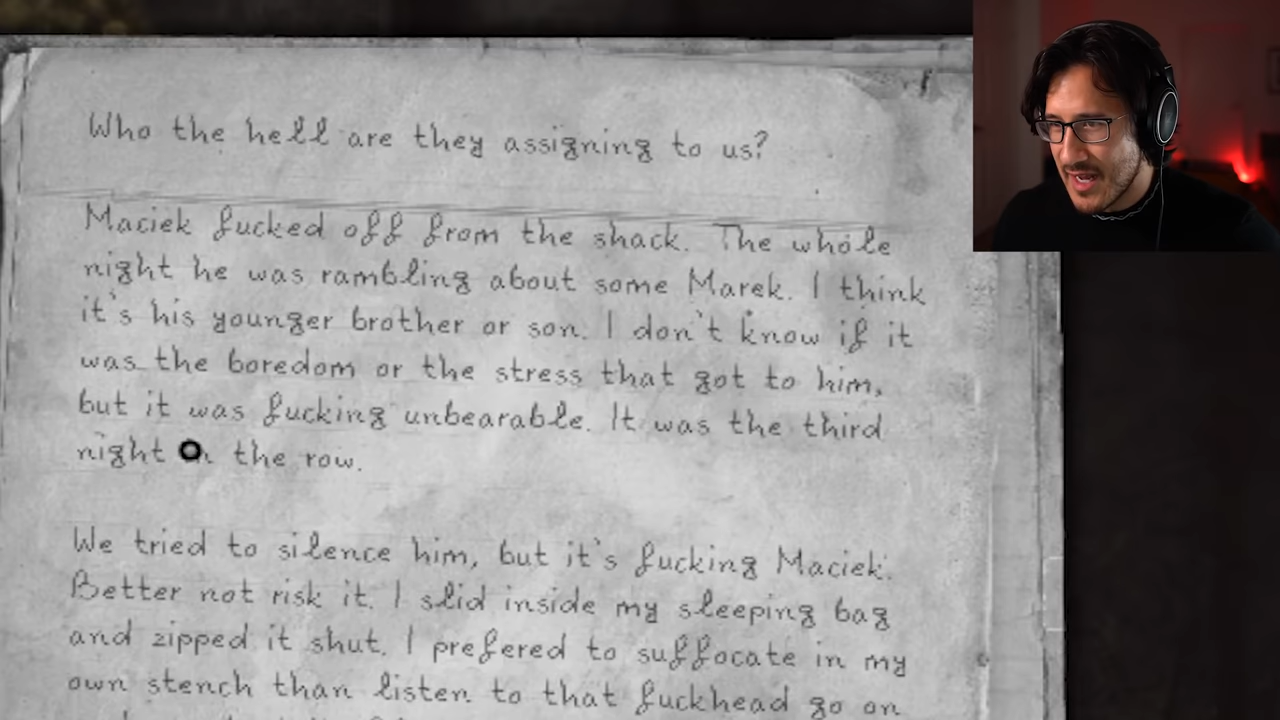 Who the hell are they assigning to us?
Maciek fucked off from the shack. The whole
night he was rambling about some Marek. I think
it's his younger brother or son. I don't know if it
was the boredom or the stress that got to him,
but it was fucking unbearable. It was the third
night the row.
We tried to silence him, but it's fucking Maciek.
Better not risk it. I slid inside my sleeping bag
and zipped it shut. I prefered to suffocate in my
own stench than listen to that fuckhead go on